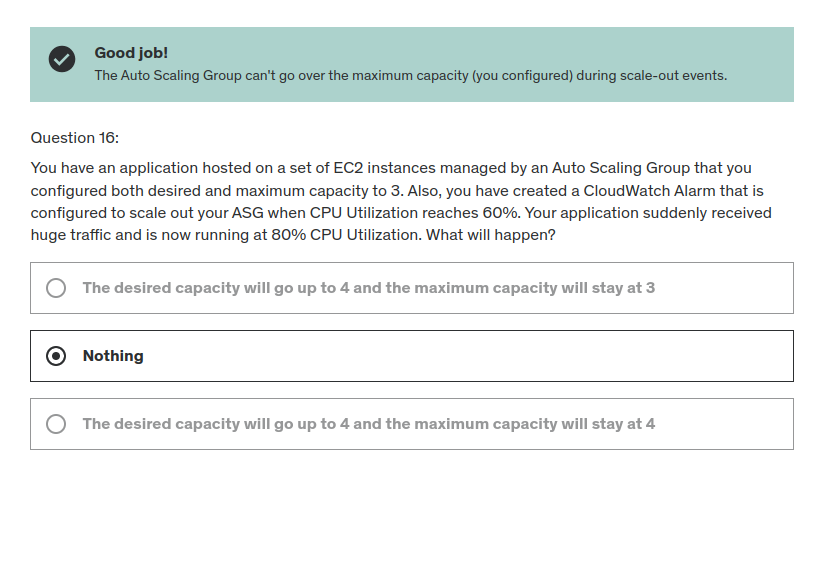 Good job!
The Auto Scaling Group can't go over the maximum capacity (you configured) during scale-out events.
Question 16:
You have an application hosted on a set of EC2 instances managed by an Auto Scaling Group that you
configured both desired and maximum capacity to 3. Also, you have created a CloudWatch Alarm that is
configured to scale out your ASG when CPU Utilization reaches 60%. Your application suddenly received
huge traffic and is now running at 80% CPU Utilization. What will happen?
The desired capacity will go up to 4 and the maximum capacity will stay at 3
Nothing
The desired capacity will go up to 4 and the maximum capacity will stay at 4